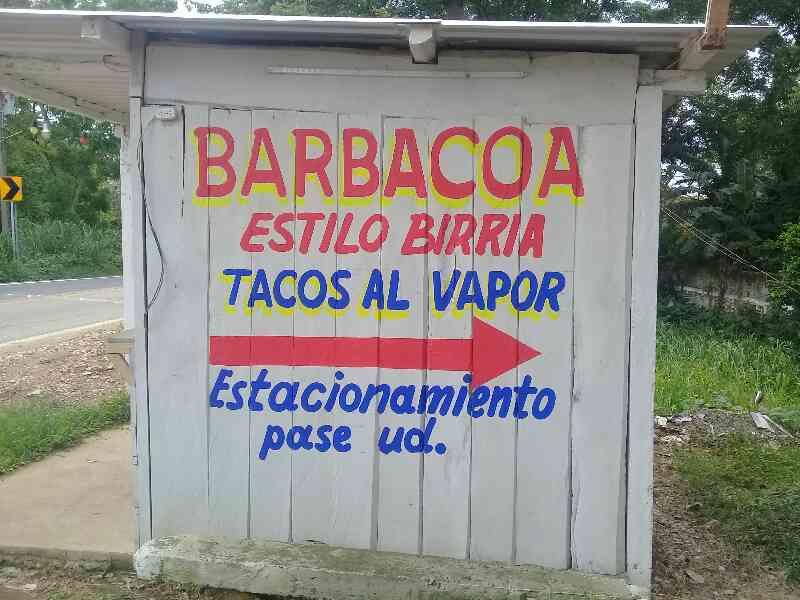 BARBACOA
ESTILO BIRRIA
TACOS AL VAPOR
Estacionamiento
pase ud.